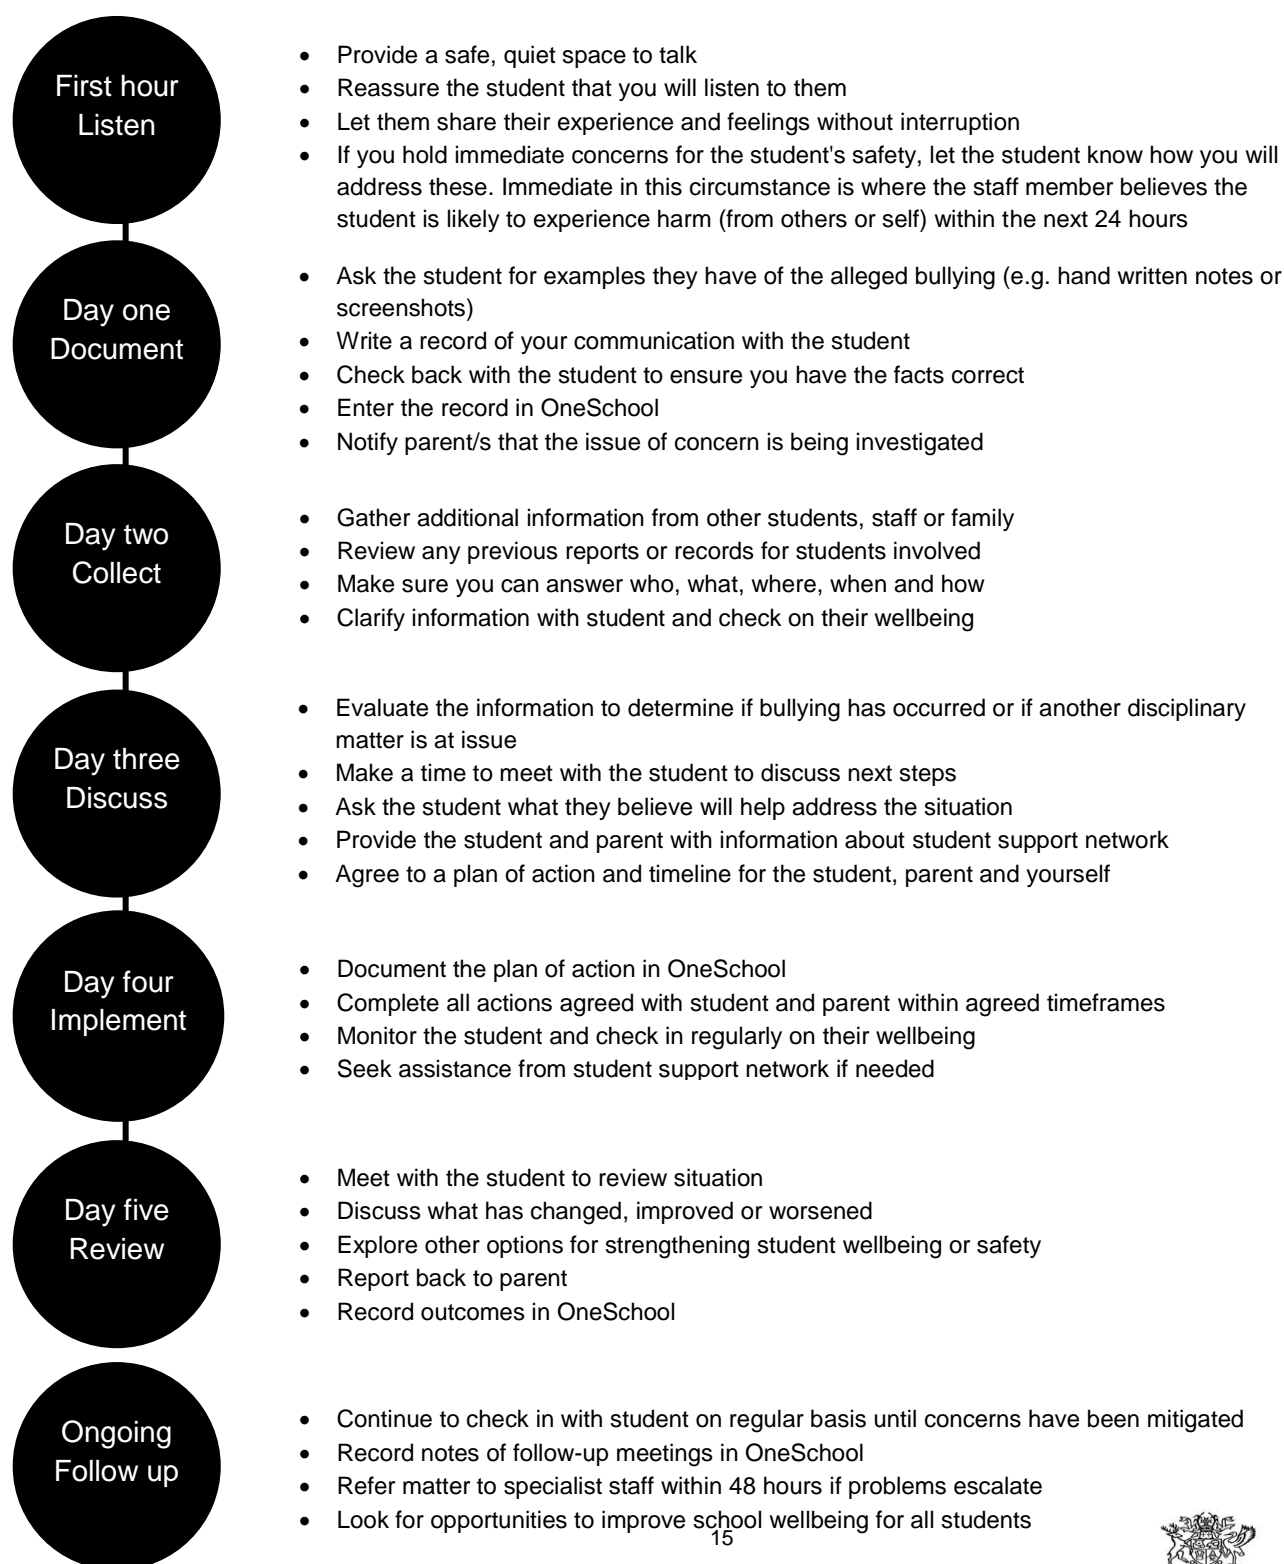 First hour
Listen
• Provide a safe, quiet space to talk
• Reassure the student that you will listen to them
• Let them share their experience and feelings without interruption
• If you hold immediate concerns for the student's safety, let the student know how you will
address these. Immediate in this circumstance is where the staff member believes the
student is likely to experience harm (from others or self) within the next 24 hours
Day one
Document
• Ask the student for examples they have of the alleged bullying (e.g. hand written notes or
screenshots)
• Write a record of your communication with the student
• Check back with the student to ensure you have the facts correct
• Enter the record in OneSchool
• Notify parent/s that the issue of concern is being investigated
Day two
Collect
• Gather additional information from other students, staff or family
• Review any previous reports or records for students involved
• Make sure you can answer who, what, where, when and how
• Clarify information with student and check on their wellbeing
Day three
Discuss
• Evaluate the information to determine if bullying has occurred or if another disciplinary
matter is at issue
• Make a time to meet with the student to discuss next steps
• Ask the student what they believe will help address the situation
• Provide the student and parent with information about student support network
• Agree to a plan of action and timeline for the student, parent and yourself
Day four
Implement
• Document the plan of action in OneSchool
• Complete all actions agreed with student and parent within agreed timeframes
• Monitor the student and check in regularly on their wellbeing
• Seek assistance from student support network if needed
Day five
Review
• Meet with the student to review situation
• Discuss what has changed, improved or worsened
• Explore other options for strengthening student wellbeing or safety
• Report back to parent
• Record outcomes in OneSchool
Ongoing
Follow up
• Continue to check in with student on regular basis until concerns have been mitigated
• Record notes of follow-up meetings in OneSchool
• Refer matter to specialist staff within 48 hours if problems escalate
• Look for opportunities to improve school wellbeing for all students
15